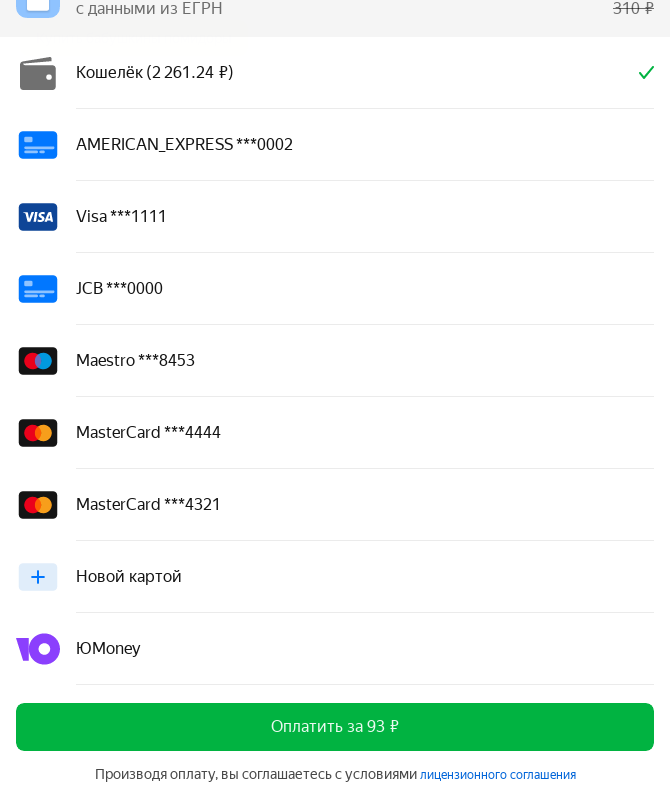 с данными из ЕГРН 310 ₽
Кошелёк (2 261.24 ₽)
AMERICAN_EXPRESS ***0002
VISA Visa ***1111
JCB ***0000
Maestro ***8453
MasterCard ***4444
MasterCard ***4321
Новой картой
ЮMoney
Оплатить за 93 ₽
Производя оплату, вы соглашаетесь с условиями лицензионного соглашения